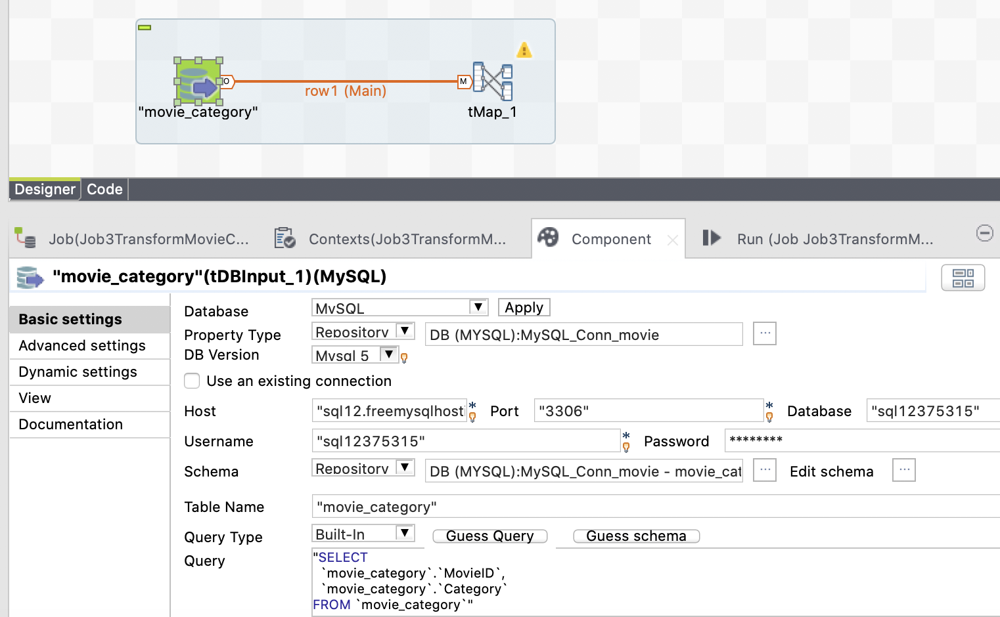 O
row1 (Main)
M
"movie_category"
tMap_1
Designer
Code
Job(Job3TransformMovieC...
Contexts(Job3TransformM...
Component
Run (Job Job3TransformM...
"movie_category"(tDBInput_1)(MySQL)
Basic settings
Advanced settings
Dynamic settings
View
Documentation
Database MySQL Apply
Property Type Repository DB (MYSQL):MySQL_Conn_movie ...
DB Version Mysql 5
Use an existing connection
Host "sql12.freemysqlhosti * Port "3306" * Database "sql12375315"
Username "sql12375315" * Password ********
Schema Repository DB (MYSQL):MySQL_Conn_movie - movie_cat ... Edit schema ...
Table Name "movie_category"
Query Type Built-In Guess Query Guess schema
Query
"SELECT
`movie_category`.`MovieID`,
`movie_category`.`Category`
FROM `movie_category`"